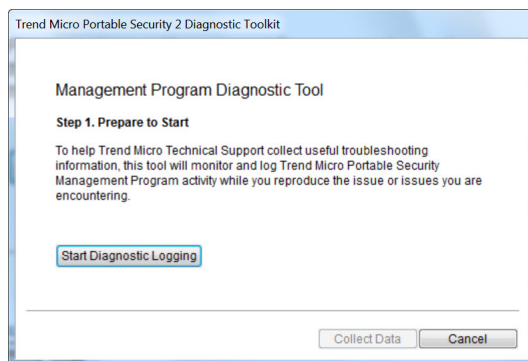 Trend Micro Portable Security 2 Diagnostic Toolkit
Management Program Diagnostic Tool
Step 1. Prepare to Start
To help Trend Micro Technical Support collect useful troubleshooting
information, this tool will monitor and log Trend Micro Portable Security
Management Program activity while you reproduce the issue or issues you are
encountering.
Start Diagnostic Logging
Collect Data Cancel